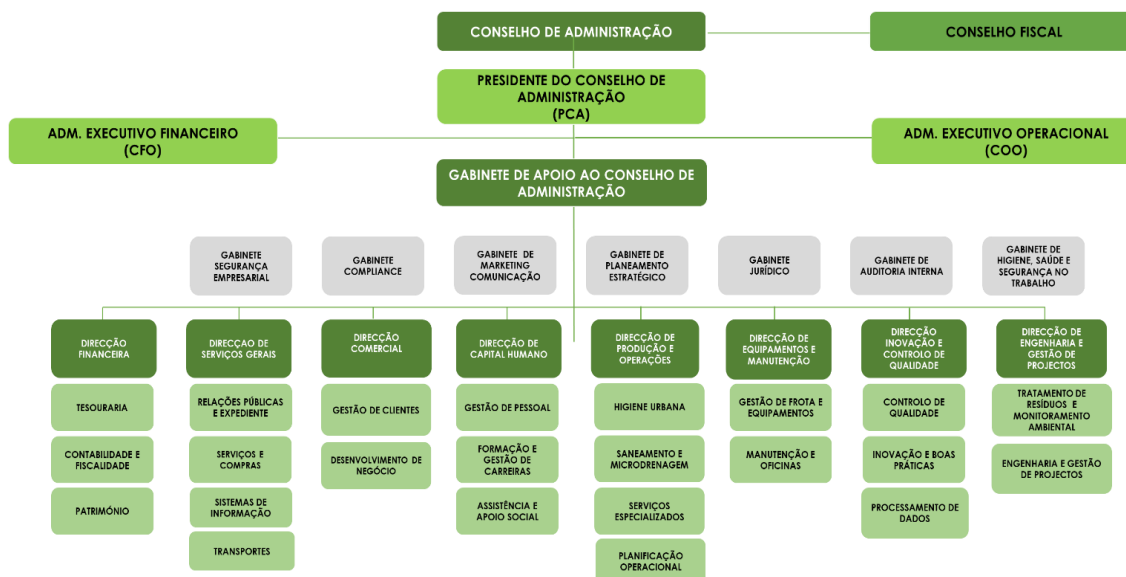 CONSELHO DE ADMINISTRAÇÃO
CONSELHO FISCAL
PRESIDENTE DO CONSELHO DE
ADMINISTRAÇÃO
(PCA)
ADM. EXECUTIVO FINANCEIRO
(CFO)
ADM. EXECUTIVO OPERACIONAL
(COO)
GABINETE DE APOIO AO CONSELHO DE
ADMINISTRAÇÃO
GABINETE
SEGURANÇA
EMPRESARIAL
GABINETE
COMPLIANCE
GABINETE DE
MARKETING
COMUNICAÇÃO
GABINETE DE
PLANEAMENTO
ESTRATÉGICO
GABINETE
JURÍDICO
GABINETE DE
AUDITORIA INTERNA
GABINETE DE
HIGIENE, SAÚDE E
SEGURANÇA NO
TRABALHO
DIRECÇÃO
FINANCEIRA
DIRECÇAO DE
SERVIÇOS GERAIS
DIRECÇÃO
COMERCIAL
DIRECÇÃO
DE CAPITAL HUMANO
DIRECÇÃO DE
PRODUÇÃO E
OPERAÇÕES
DIRECÇÃO DE
EQUIPAMENTOS E
MANUTENÇÃO
DIRECÇÃO
INOVAÇÃO E
CONTROLO DE
QUALIDADE
DIRECÇÃO DE
ENGENHARIA E
GESTÃO DE
PROJECTOS
TESOURARIA
RELAÇÕES PÚBLICAS
E EXPEDIENTE
GESTÃO DE CLIENTES
GESTÃO DE PESSOAL
HIGIENE URBANA
GESTÃO DE FROTA E
EQUIPAMENTOS
CONTROLO DE
QUALIDADE
TRATAMENTO DE
RESÍDUOS E
MONITORAMENTO
AMBIENTAL
CONTABILIDADE E
FISCALIDADE
SERVIÇOS E
COMPRAS
DESENVOLVIMENTO DE
NEGÓCIO
FORMAÇÃO E
GESTÃO DE
CARREIRAS
SANEAMENTO E
MICRODRENAGEM
MANUTENÇÃO E
OFICINAS
INOVAÇÃO E BOAS
PRÁTICAS
ENGENHARIA E GESTÃO
DE PROJECTOS
PATRIMÓNIO
SISTEMAS DE
INFORMAÇÃO
ASSISTÊNCIA E
APOIO SOCIAL
SERVIÇOS
ESPECIALIZADOS
PROCESSAMENTO DE
DADOS
TRANSPORTES
PLANIFICAÇÃO
OPERACIONAL